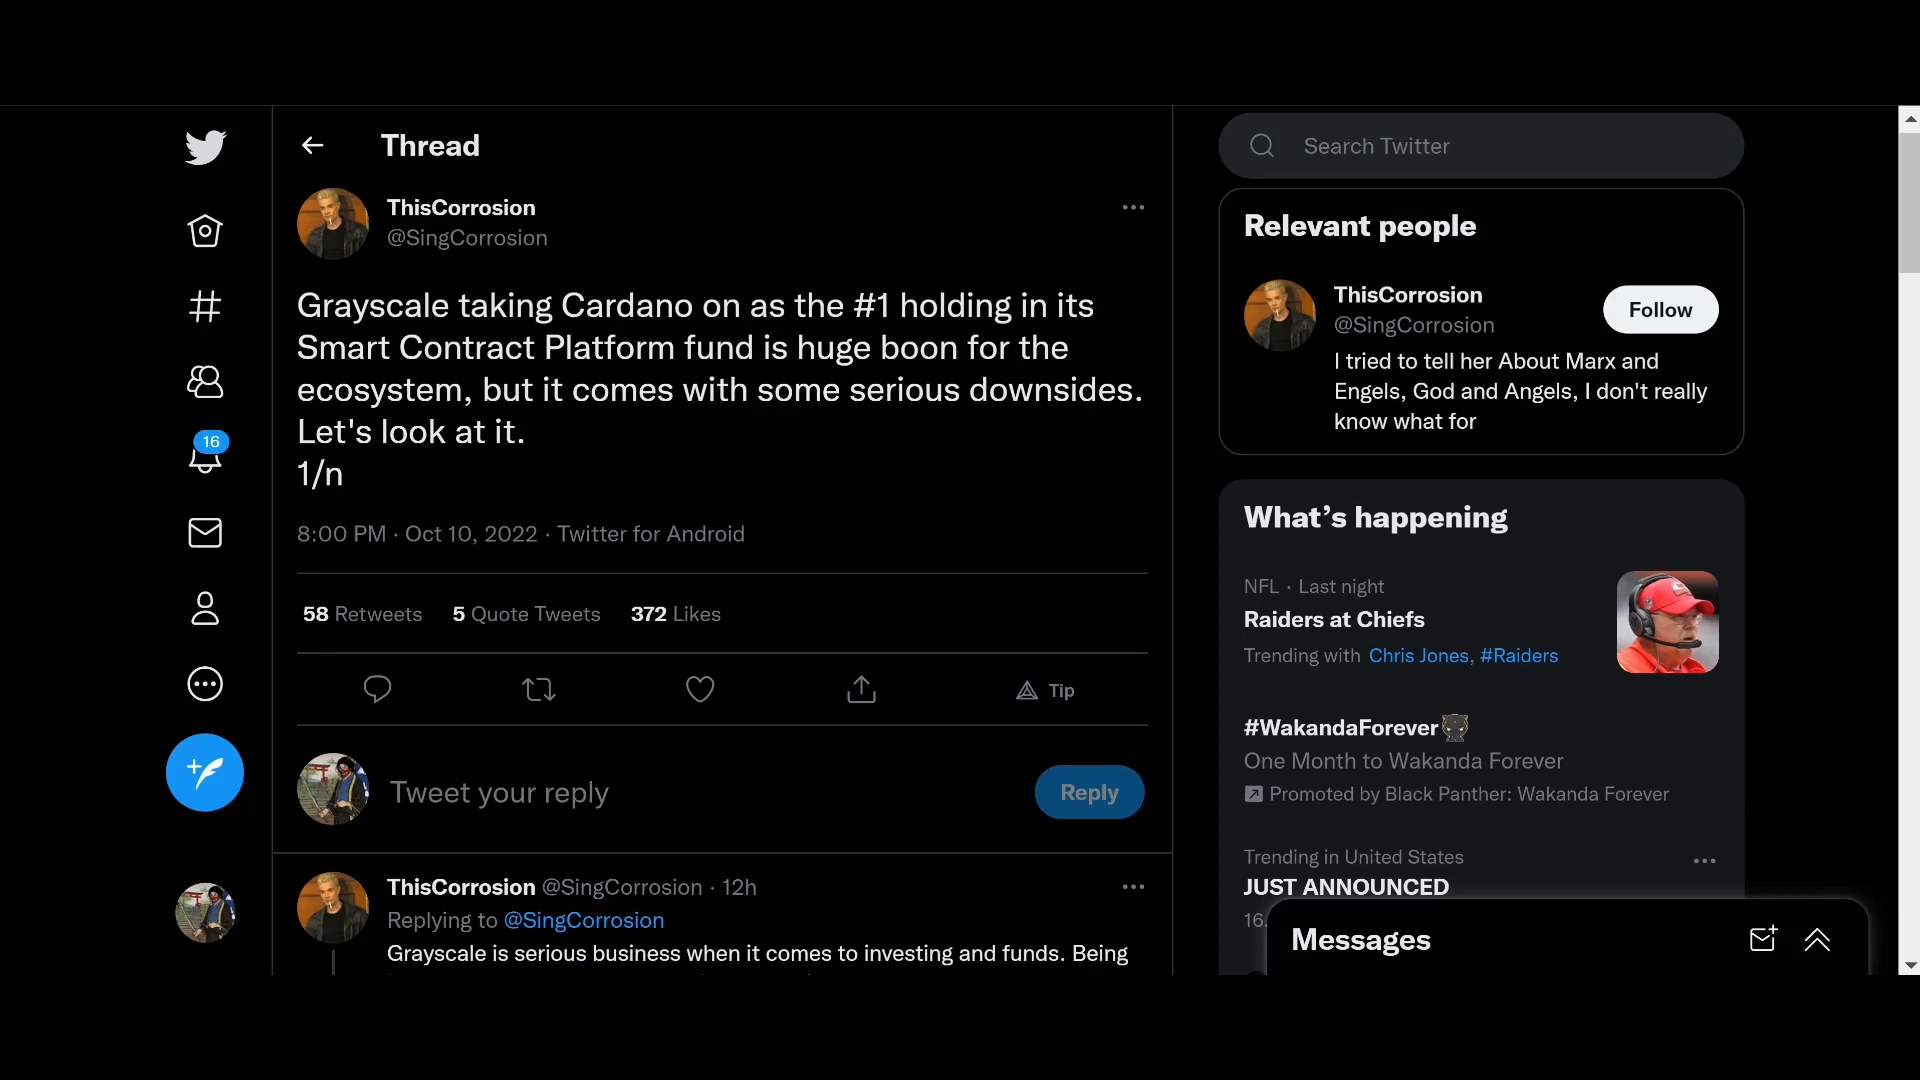 Thread
Search Twitter
ThisCorrosion
@SingCorrosion
Grayscale taking Cardano on as the #1 holding in its
Smart Contract Platform fund is huge boon for the
ecosystem, but it comes with some serious downsides.
Let's look at it.
1/n
8:00 PM · Oct 10, 2022 · Twitter for Android
58 Retweets 5 Quote Tweets 372 Likes
Tip
Tweet your reply
Reply
ThisCorrosion @SingCorrosion · 12h
Replying to @SingCorrosion
Grayscale is serious business when it comes to investing and funds. Being
16
Relevant people
ThisCorrosion
@SingCorrosion
Follow
I tried to tell her About Marx and
Engels, God and Angels, I don't really
know what for
What's happening
NFL · Last night
Raiders at Chiefs
Trending with Chris Jones, #Raiders
#WakandaForever
One Month to Wakanda Forever
Promoted by Black Panther: Wakanda Forever
Trending in United States
JUST ANNOUNCED
16.
Messages